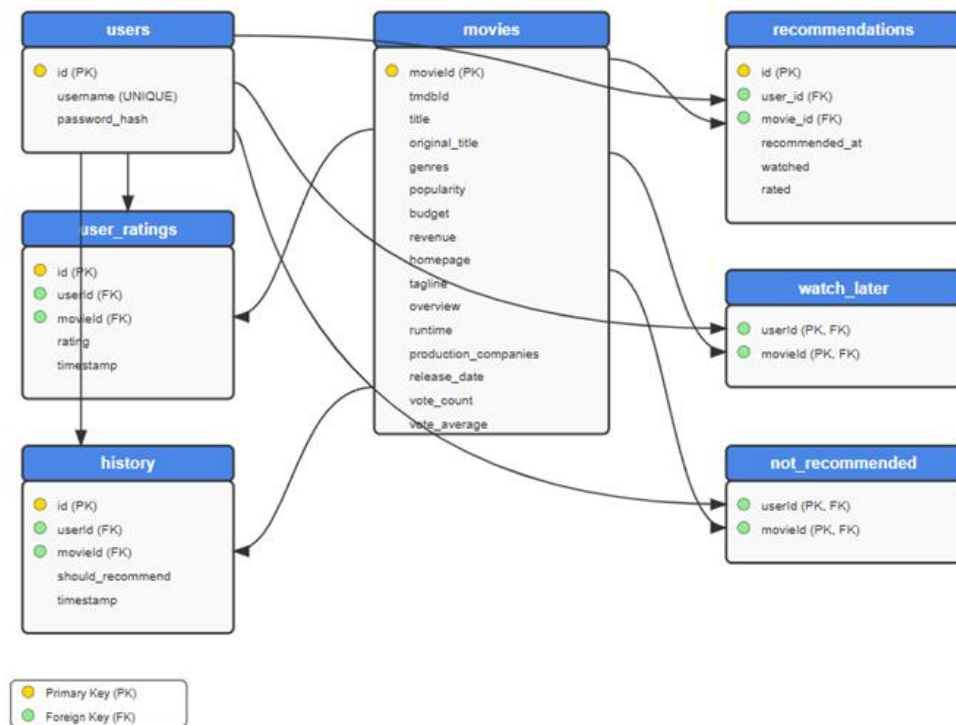 users
id (PK)
username (UNIQUE)
password_hash
movies
movieId (PK)
tmdbId
title
original_title
genres
popularity
budget
revenue
homepage
tagline
overview
runtime
production_companies
release_date
vote_count
vote_average
recommendations
id (PK)
user_id (FK)
movie_id (FK)
recommended_at
watched
rated
user_ratings
id (PK)
userId (FK)
movieId (FK)
rating
timestamp
watch_later
userId (PK, FK)
movieId (PK, FK)
history
id (PK)
userId (FK)
movieId (FK)
should_recommend
timestamp
not_recommended
userId (PK, FK)
movieId (PK, FK)
Primary Key (PK)
Foreign Key (FK)